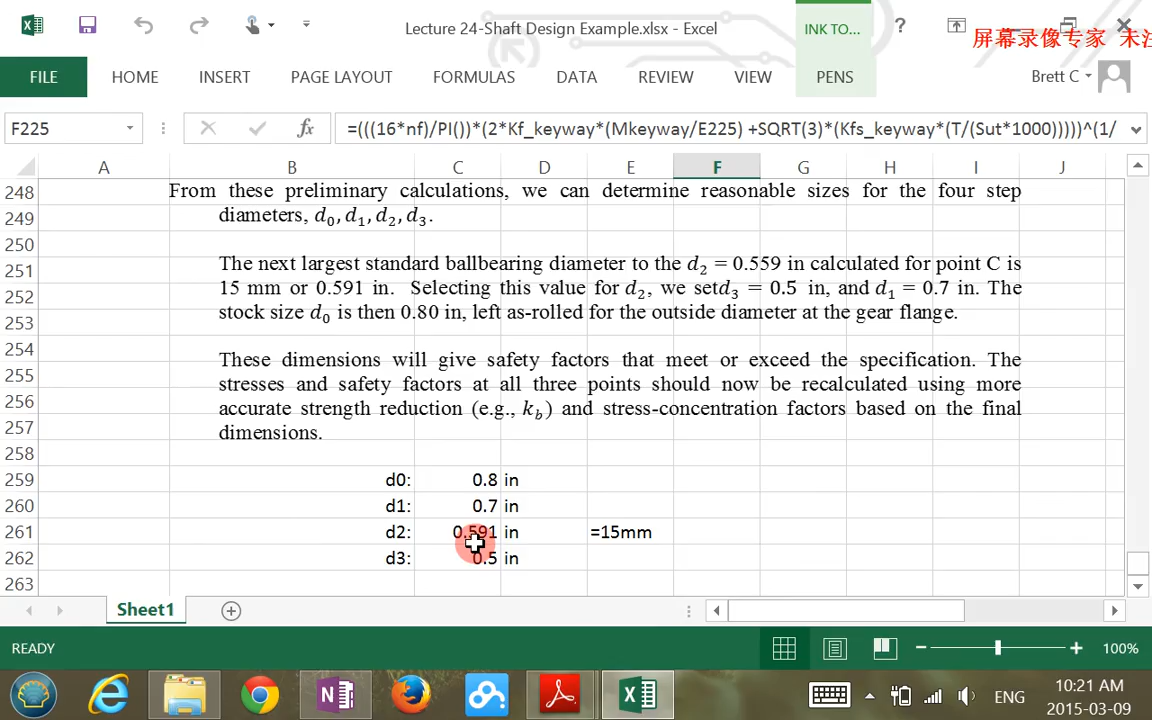 Lecture 24-Shaft Design Example.xlsx - Excel
INK TO...
?
屏幕录像专家 未
FILE HOME INSERT PAGE LAYOUT FORMULAS DATA REVIEW VIEW PENS
Brett C
F225
fx
=(((16*nf)/PI())*(2*Kf_keyway*(Mkeyway/E225) +SQRT(3)*(Kfs_keyway*(T/(Sut*1000)))))^(1/
A B C D E F G H I J
248 From these preliminary calculations, we can determine reasonable sizes for the four step
249 diameters, d₀, d₁, d₂, d₃.
250
251 The next largest standard ballbearing diameter to the d₂ = 0.559 in calculated for point C is
252 15 mm or 0.591 in. Selecting this value for d₂, we setd₃ = 0.5 in, and d₁ = 0.7 in. The
253 stock size d₀ is then 0.80 in, left as-rolled for the outside diameter at the gear flange.
254
255 These dimensions will give safety factors that meet or exceed the specification. The
256 stresses and safety factors at all three points should now be recalculated using more
257 accurate strength reduction (e.g., k_b) and stress-concentration factors based on the final
dimensions.
258
259 d0: 0.8 in
260 d1: 0.7 in
261 d2: 0.591 in =15mm
262 d3: 0.5 in
263
Sheet1
READY
100%
ENG
10:21 AM
2015-03-09